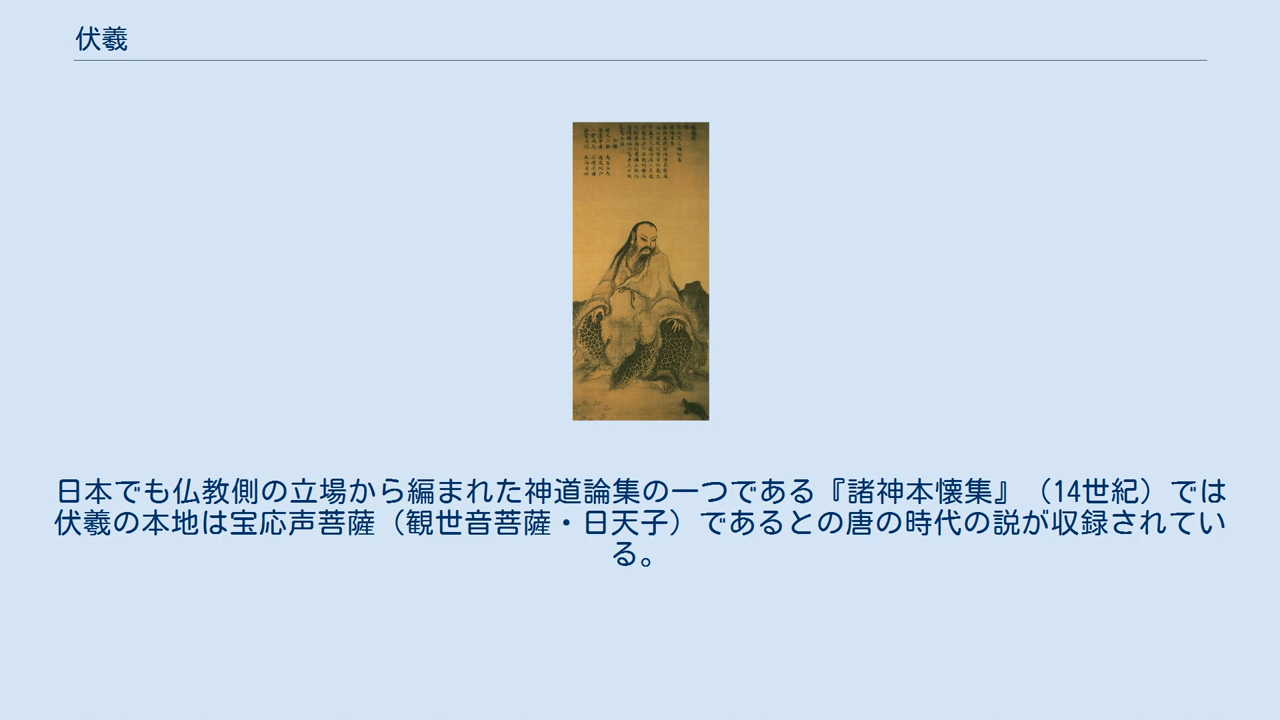 伏羲
日本でも仏教側の立場から編まれた神道論集の一つである『諸神本懐集』（14世紀）では
伏羲の本地は宝応声菩薩（観世音菩薩・日天子）であるとの唐の時代の説が収録されてい
る。